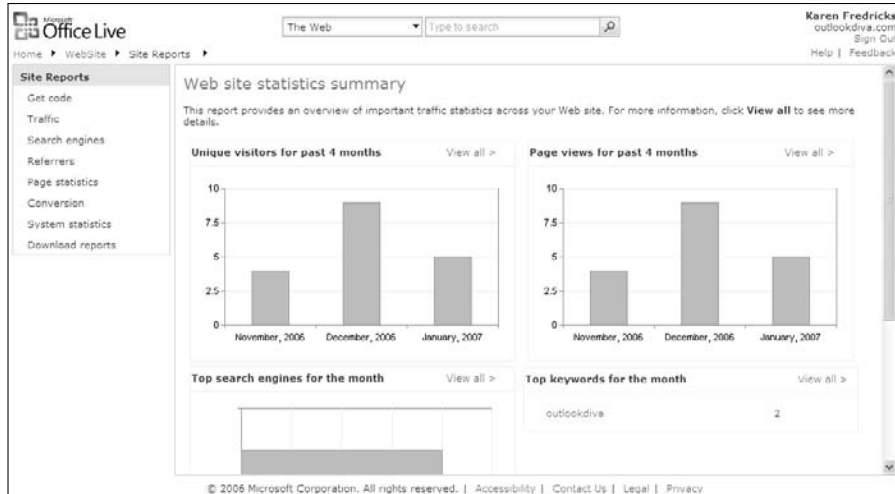 Microsoft
Office Live
The Web
Type to search
Karen Fredricks
outlookdiva.com
Sign Out
Help | Feedback
Home WebSite Site Reports
Site Reports
Get code
Traffic
Search engines
Referrers
Page statistics
Conversion
System statistics
Download reports
Web site statistics summary
This report provides an overview of important traffic statistics across your Web site. For more information, click View all to see more
details.
Unique visitors for past 4 months View all >
10
7.5
5
2.5
0
November, 2006 December, 2006 January, 2007
Page views for past 4 months View all >
10
7.5
5
2.5
0
November, 2006 December, 2006 January, 2007
Top search engines for the month View all >
Top keywords for the month View all >
outlookdiva 2
© 2006 Microsoft Corporation. All rights reserved. | Accessibility | Contact Us | Legal | Privacy